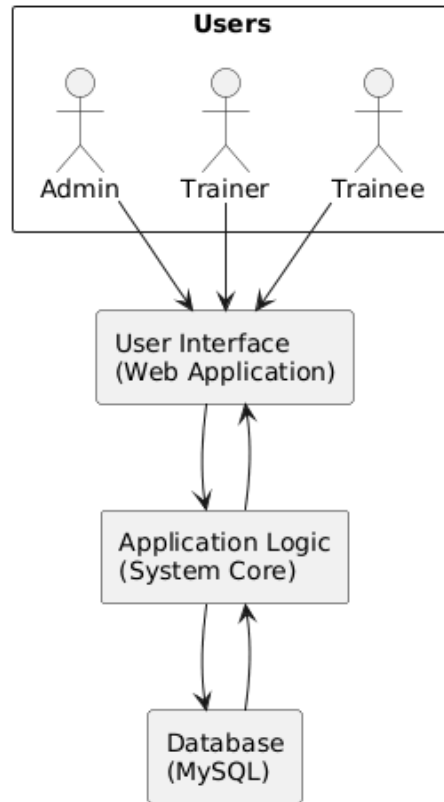 Users
Admin
Trainer
Trainee
User Interface
(Web Application)
Application Logic
(System Core)
Database
(MySQL)